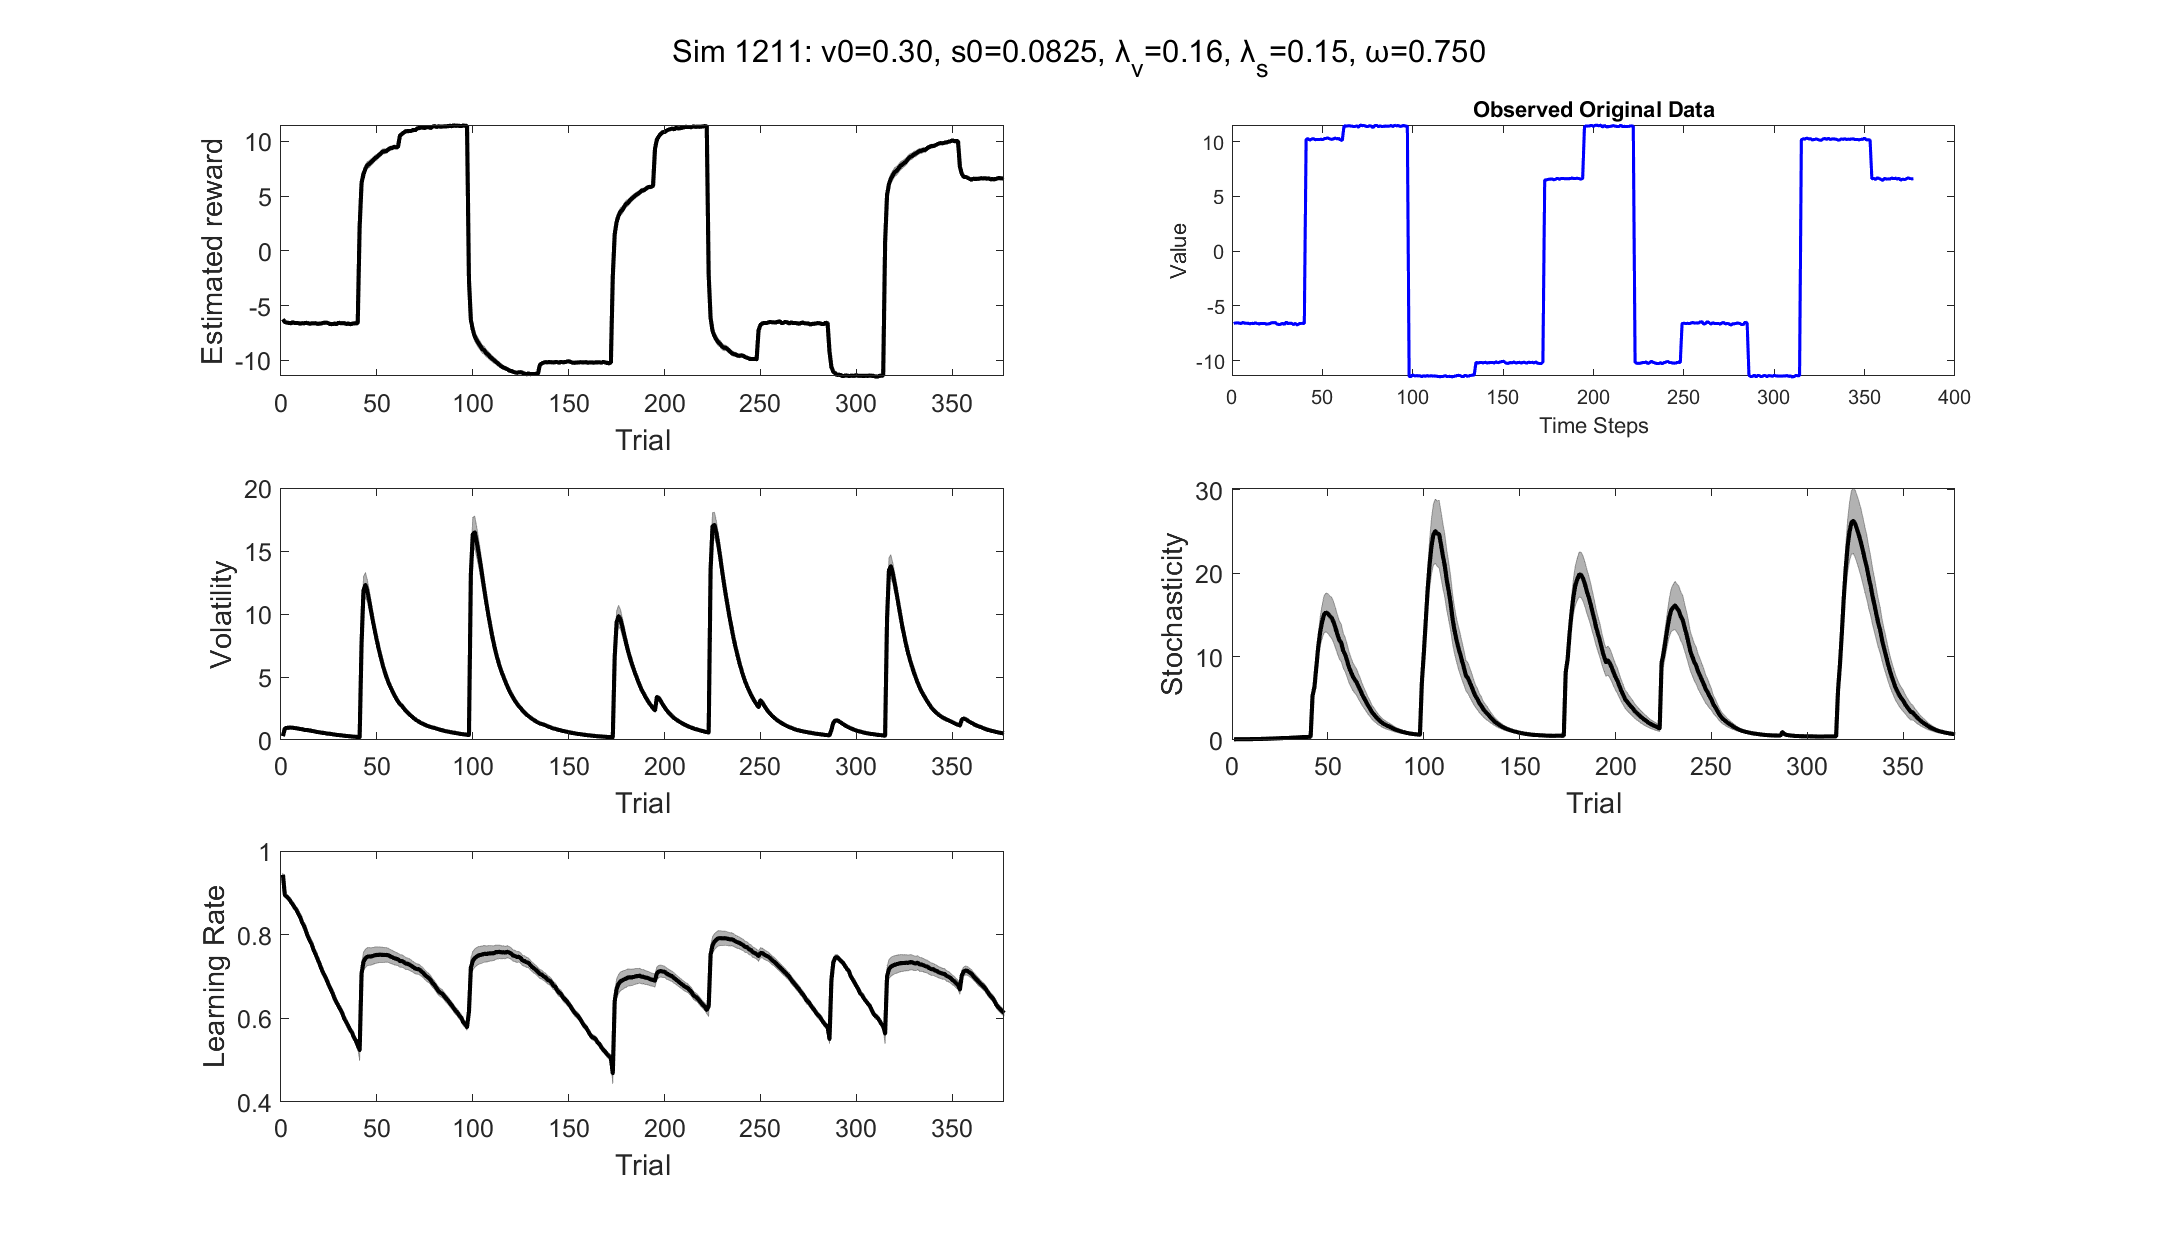 Sim 1211: v0=0.30, s0=0.0825, λ_v=0.16, λ_s=0.15, ω=0.750
Estimated reward
10
5
0
-5
-10
0 50 100 150 200 250 300 350
Trial
Observed Original Data
Value
10
5
0
-5
-10
0 50 100 150 200 250 300 350 400
Time Steps
Volatility
20
15
10
5
0
0 50 100 150 200 250 300 350
Trial
Stochasticity
30
20
10
0
0 50 100 150 200 250 300 350
Trial
Learning Rate
1
0.8
0.6
0.4
0 50 100 150 200 250 300 350
Trial